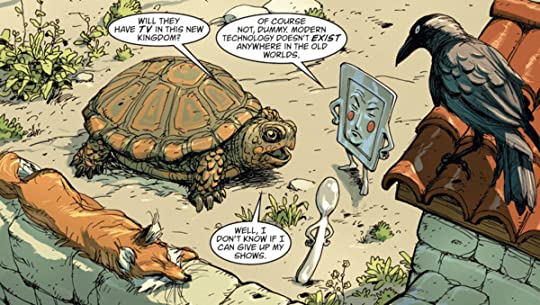 WILL THEY
HAVE TV IN THIS NEW
KINGDOM?
OF COURSE
NOT, DUMMY. MODERN
TECHNOLOGY DOESN'T EXIST
ANYWHERE IN THE OLD
WORLDS.
WELL, I
DON'T KNOW IF I
CAN GIVE UP MY
SHOWS.